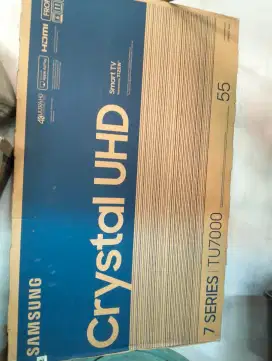 SAMSUNG
Crystal UHD
7 SERIES | TU7000
55
Smart TV
HDMI